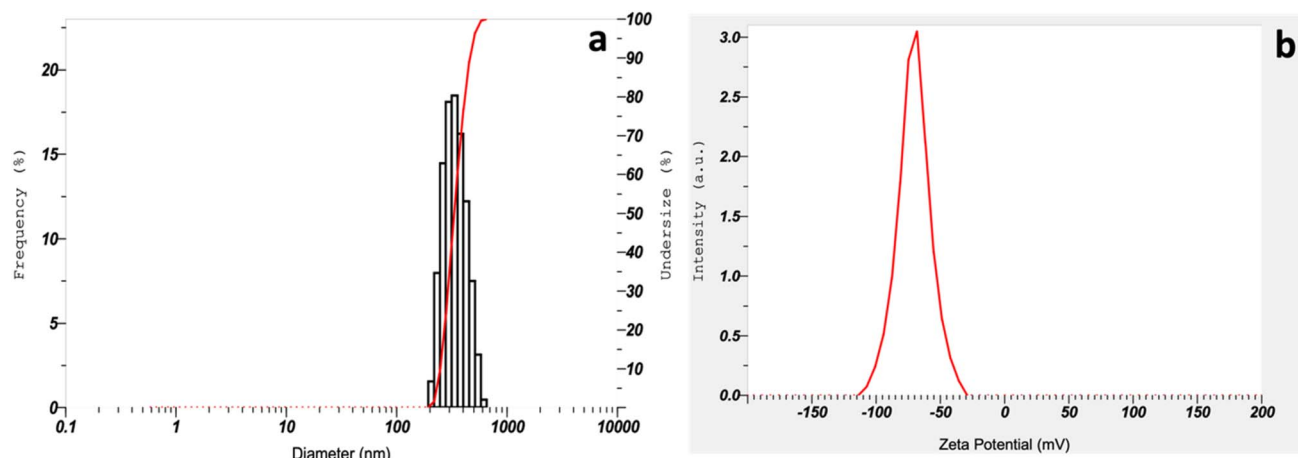 a
Frequency (%)
20
15
10
5
0
0.1 1 10 100 1000 10000
Diameter (nm)
100
90
80
70
60
50
40
30
20
10
Undersize (%)
b
Intensity (a.u.)
3.0
2.5
2.0
1.5
1.0
0.5
0.0
-150 -100 -50 0 50 100 150 200
Zeta Potential (mV)